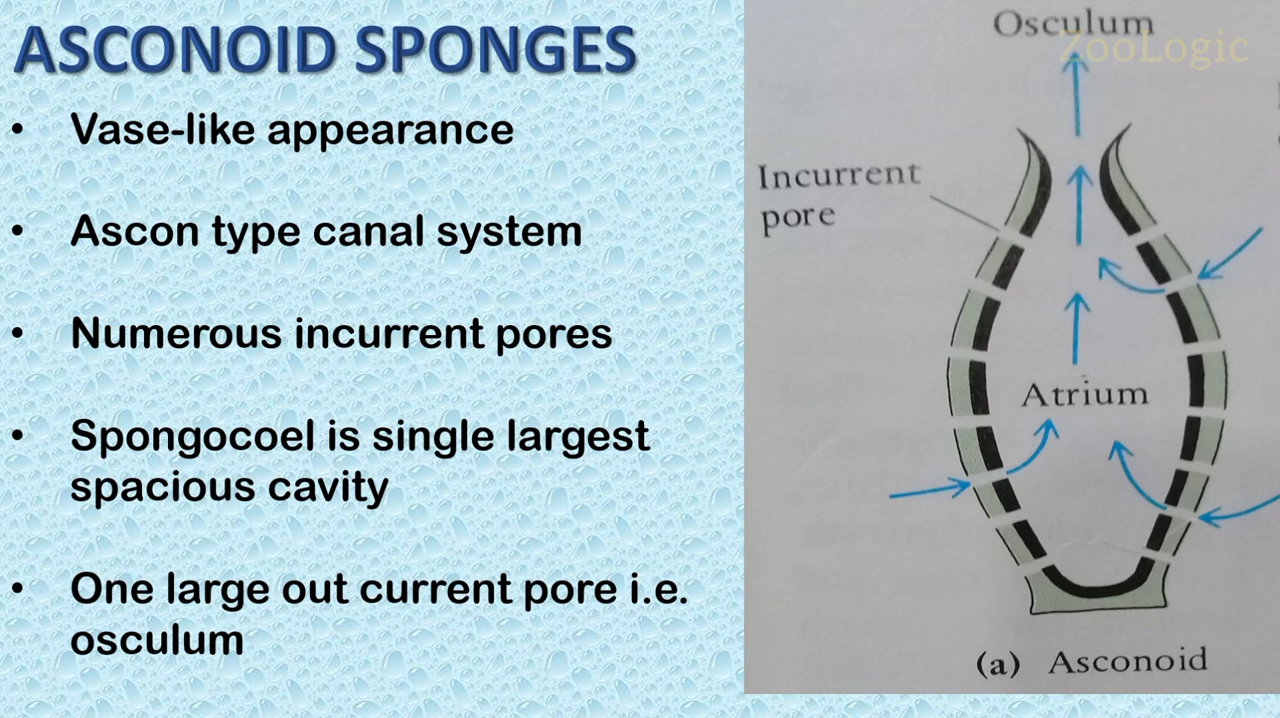 ASCONOID SPONGES
• Vase-like appearance
• Ascon type canal system
• Numerous incurrent pores
• Spongocoel is single largest
spacious cavity
• One large out current pore i.e.
osculum
Osculum
ZooLogic
Incurrent
pore
Atrium
(a) Asconoid